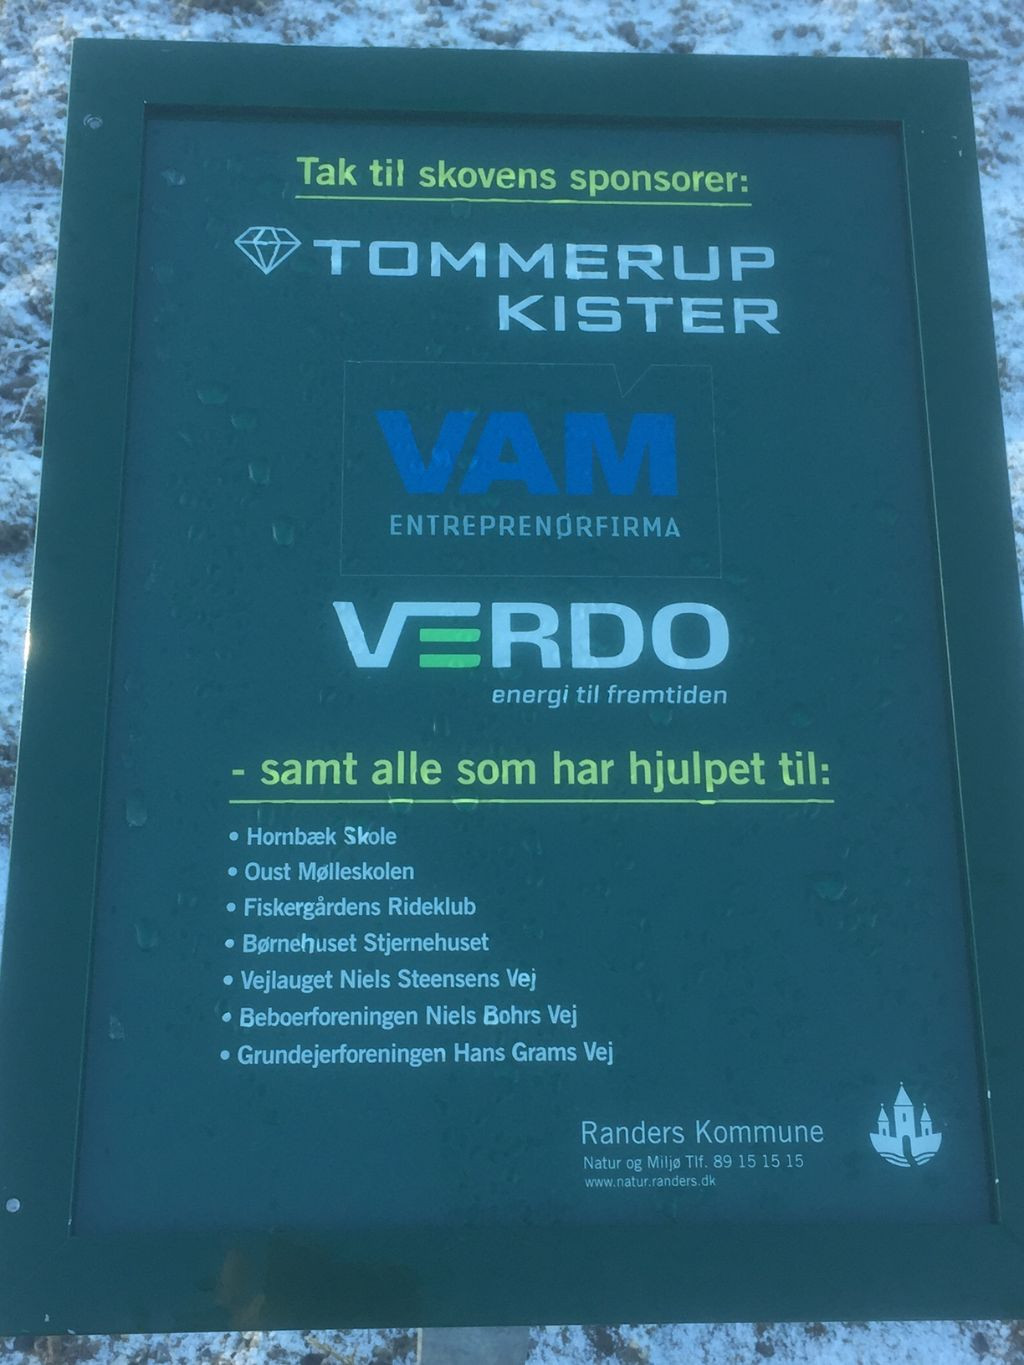 Tak til skovens sponsorer:
TOMMERUP
KISTER
VAM
ENTREPRENØRFIRMA
VERDO
energi til fremtiden
- samt alle som har hjulpet til:
• Hornbæk Skole
• Oust Mølleskolen
• Fiskergårdens Rideklub
• Børnehuset Stjernehuset
• Vejlauget Niels Steensens Vej
• Beboerforeningen Niels Bohrs Vej
• Grundejerforeningen Hans Grams Vej
Randers Kommune
Natur og Miljø Tlf. 89 15 15 15
www.natur.randers.dk